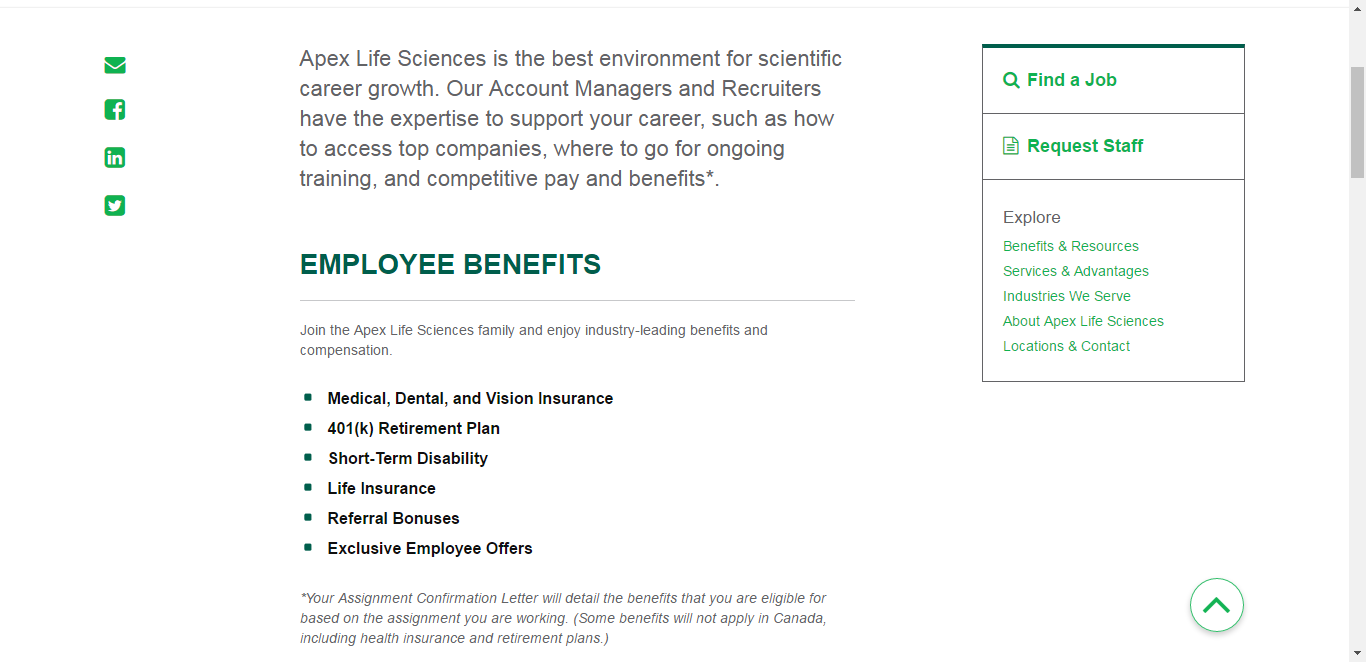 Apex Life Sciences is the best environment for scientific
career growth. Our Account Managers and Recruiters
have the expertise to support your career, such as how
to access top companies, where to go for ongoing
training, and competitive pay and benefits*.
EMPLOYEE BENEFITS
Join the Apex Life Sciences family and enjoy industry-leading benefits and
compensation.
Medical, Dental, and Vision Insurance
401(k) Retirement Plan
Short-Term Disability
Life Insurance
Referral Bonuses
Exclusive Employee Offers
*Your Assignment Confirmation Letter will detail the benefits that you are eligible for
based on the assignment you are working. (Some benefits will not apply in Canada,
including health insurance and retirement plans.)
Find a Job
Request Staff
Explore
Benefits & Resources
Services & Advantages
Industries We Serve
About Apex Life Sciences
Locations & Contact